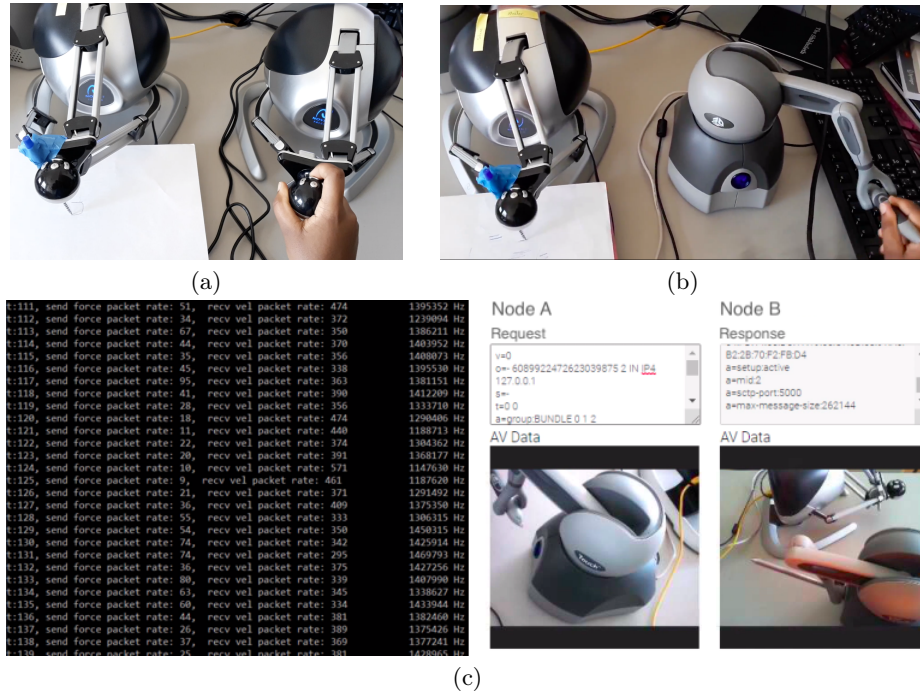 (a)
(b)
t:111, send force packet rate: 51, recv vel packet rate: 474 1395352 Hz
t:112, send force packet rate: 34, recv vel packet rate: 372 1239094 Hz
t:113, send force packet rate: 67, recv vel packet rate: 350 1386211 Hz
t:114, send force packet rate: 44, recv vel packet rate: 370 1403952 Hz
t:115, send force packet rate: 35, recv vel packet rate: 356 1408073 Hz
t:116, send force packet rate: 45, recv vel packet rate: 338 1395530 Hz
t:117, send force packet rate: 95, recv vel packet rate: 363 1381151 Hz
t:118, send force packet rate: 41, recv vel packet rate: 390 1412209 Hz
t:119, send force packet rate: 28, recv vel packet rate: 356 1333710 Hz
t:120, send force packet rate: 18, recv vel packet rate: 474 1290406 Hz
t:121, send force packet rate: 11, recv vel packet rate: 440 1188713 Hz
t:122, send force packet rate: 22, recv vel packet rate: 374 1304362 Hz
t:123, send force packet rate: 20, recv vel packet rate: 391 1368177 Hz
t:124, send force packet rate: 10, recv vel packet rate: 571 1147630 Hz
t:125, send force packet rate: 9, recv vel packet rate: 461 1187620 Hz
t:126, send force packet rate: 21, recv vel packet rate: 371 1291492 Hz
t:127, send force packet rate: 36, recv vel packet rate: 409 1375350 Hz
t:128, send force packet rate: 55, recv vel packet rate: 333 1306315 Hz
t:129, send force packet rate: 54, recv vel packet rate: 350 1450315 Hz
t:130, send force packet rate: 74, recv vel packet rate: 342 1425914 Hz
t:131, send force packet rate: 74, recv vel packet rate: 295 1469793 Hz
t:132, send force packet rate: 36, recv vel packet rate: 375 1427256 Hz
t:133, send force packet rate: 80, recv vel packet rate: 339 1407990 Hz
t:134, send force packet rate: 63, recv vel packet rate: 345 1338627 Hz
t:135, send force packet rate: 60, recv vel packet rate: 334 1433944 Hz
t:136, send force packet rate: 44, recv vel packet rate: 381 1382460 Hz
t:137, send force packet rate: 26, recv vel packet rate: 389 1375426 Hz
t:138, send force packet rate: 37, recv vel packet rate: 369 1377241 Hz
t:139, send force packet rate: 25, recv vel packet rate: 381 1428965 Hz
Node A
Request
v=0
o=- 6089922472623039875 2 IN IP4
127.0.0.1
s=-
t=0 0
a=group:BUNDLE 0 1 2
AV Data
Node B
Response
B2:2B:70:F2:FB:D4
a=setup:active
a=mid:2
a=sctp-port:5000
a=max-message-size:262144
AV Data
(c)